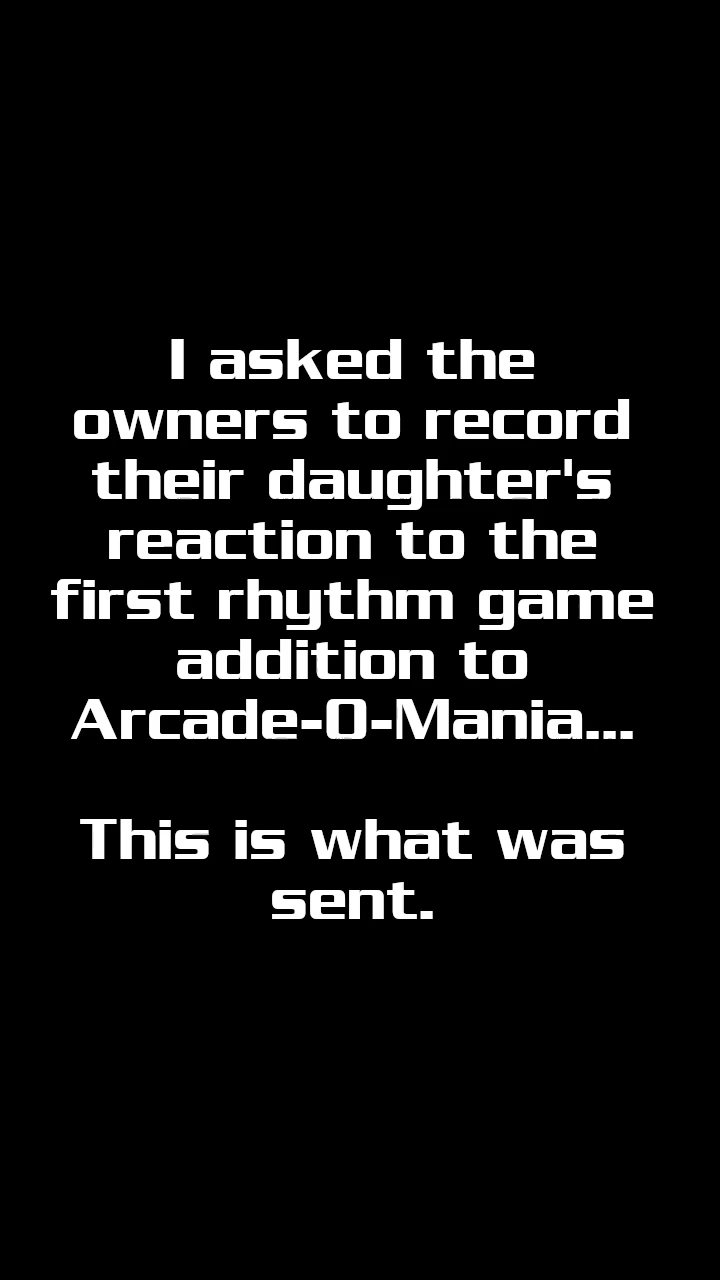 I asked the
owners to record
their daughter's
reaction to the
first rhythm game
addition to
Arcade-O-Mania...
This is what was
sent.